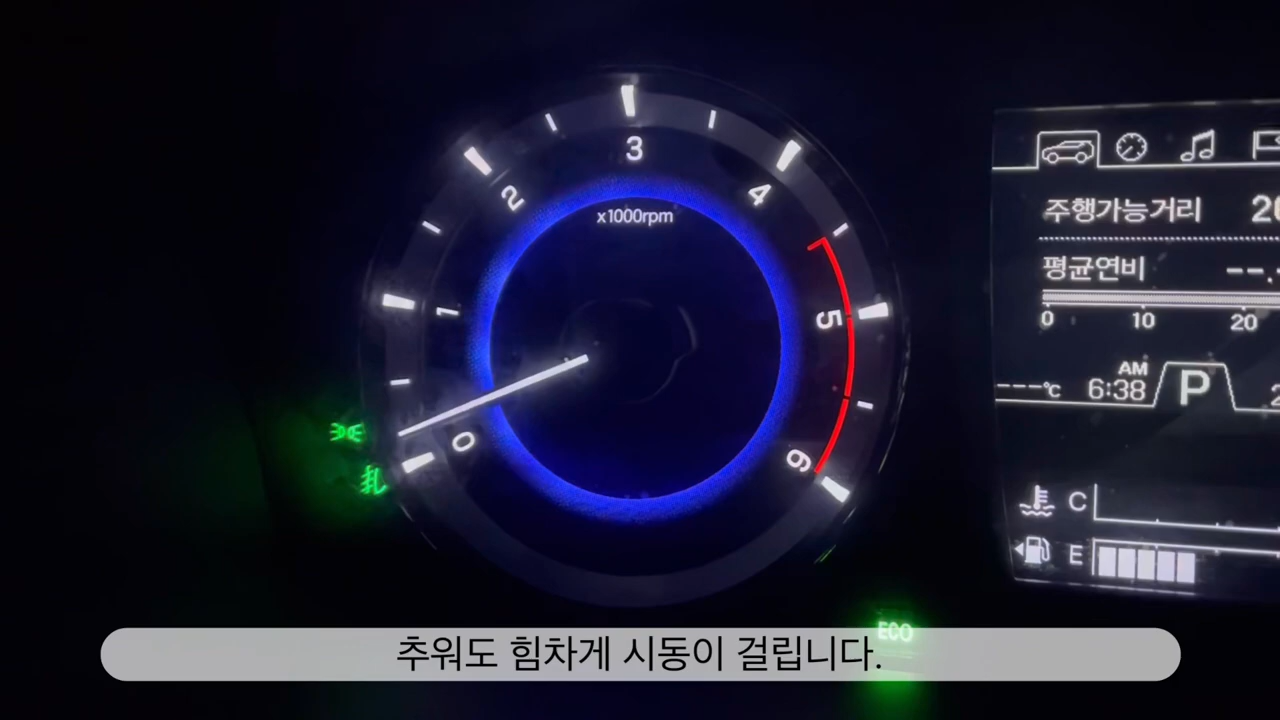 3
2
4
x1000rpm
1
5
0
6
주행가능거리
평균연비 --.
0 10 20
AM
---℃ 6:38 P
C
E
ECO
추워도 힘차게 시동이 걸립니다.